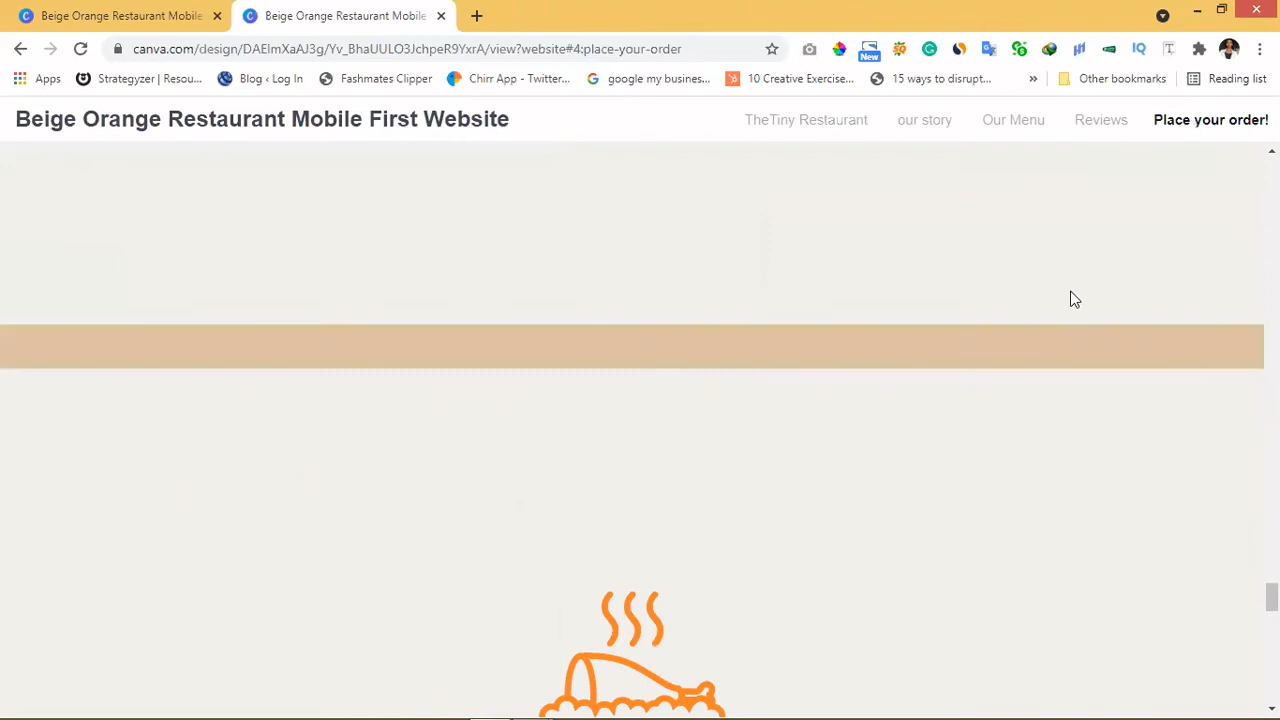 Beige Orange Restaurant Mobile
Beige Orange Restaurant Mobile
canva.com/design/DAElmXaAJ3g/Yv_BhaUULO3JchpeR9YxrA/view?website#4:place-your-order
New
Apps
Strategyzer | Resou...
Blog ‹ Log In
Fashmates Clipper
Chirr App - Twitter...
google my busines...
10 Creative Exercise...
15 ways to disrupt...
»
Other bookmarks
Reading list
Beige Orange Restaurant Mobile First Website
TheTiny Restaurant
our story
Our Menu
Reviews
Place your order!